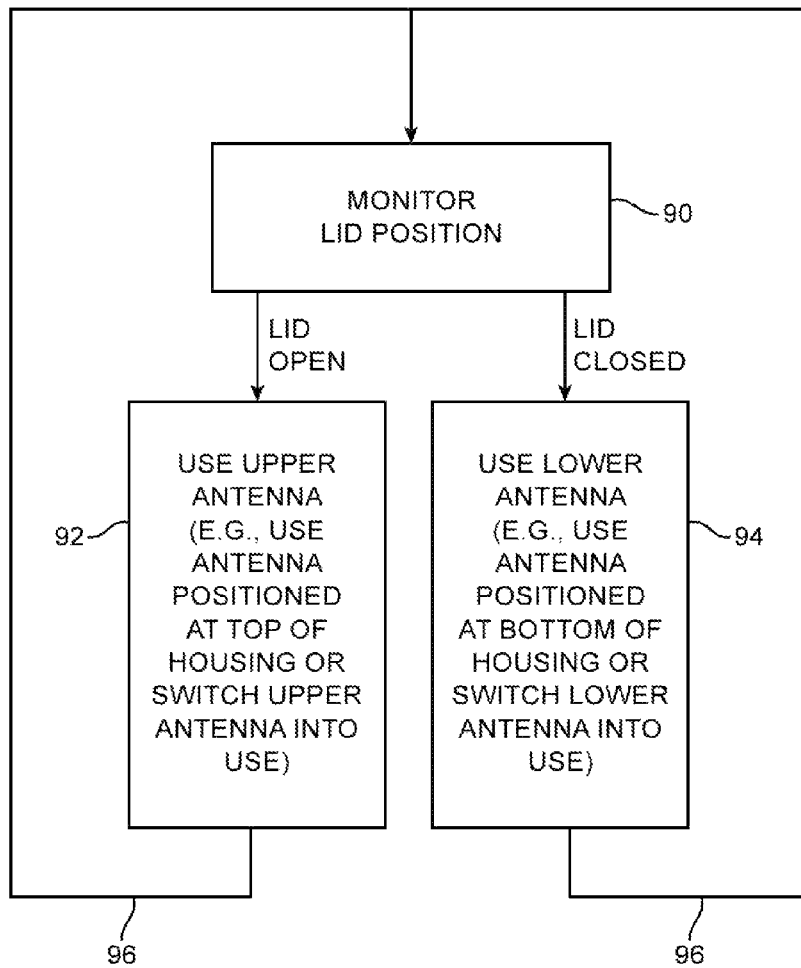 MONITOR
LID POSITION
90
LID
OPEN
LID
CLOSED
USE UPPER
ANTENNA
(E.G., USE
ANTENNA
POSITIONED
AT TOP OF
HOUSING OR
SWITCH UPPER
ANTENNA INTO
USE)
92
USE LOWER
ANTENNA
(E.G., USE
ANTENNA
POSITIONED
AT BOTTOM OF
HOUSING OR
SWITCH LOWER
ANTENNA INTO
USE)
94
96
96